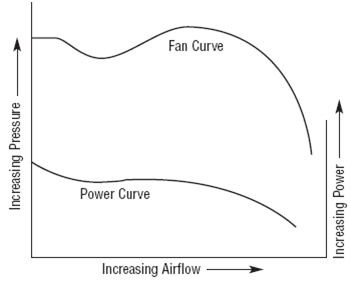 Fan Curve
Increasing Pressure
Power Curve
Increasing Power
Increasing Airflow